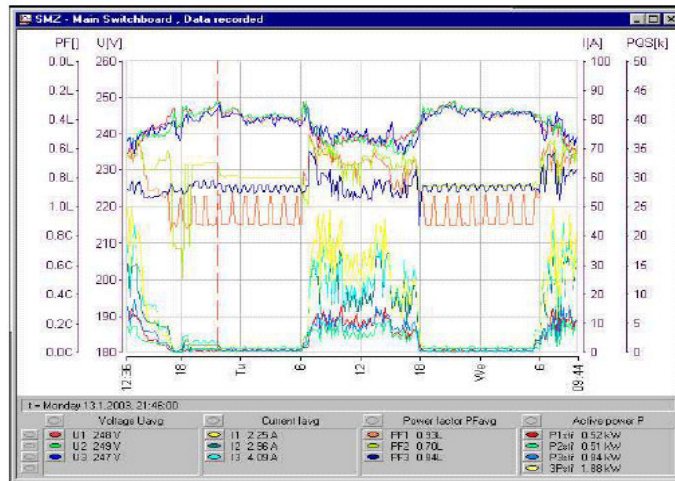 SMZ - Main Switchboard , Data recorded
PF[] U[V] I[A] PQS[k]
0.0L 260 100 50
0.2L 250 90 45
0.4L 240 80 40
0.6L 230 70 35
0.8L 220 60 30
1.0L 210 50 25
0.8C 200 40 20
0.6C 190 30 15
0.4C 180 20 10
0.2C 10 5
0.0C 0 0
12:36 18 Tu 6 12 18 We 6 09:44
t = Monday 13.1.2003, 21:46:00
Voltage Uavg Current Iavg Power factor PFavg Active power P
U1 248 V I1 2.25 A PF1 0.93L P1stř 0.52 kW
U2 249 V I2 2.96 A PF2 0.70L P2stř 0.51 kW
U3 247 V I3 4.09 A PF3 0.84L P3stř 0.84 kW
3Pstř 1.88 kW